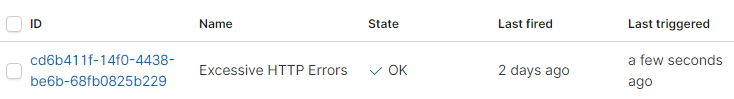 ID Name State Last fired Last triggered
cd6b411f-14f0-4438- a few seconds
Excessive HTTP Errors OK 2 days ago
be6b-68fb0825b229 ago